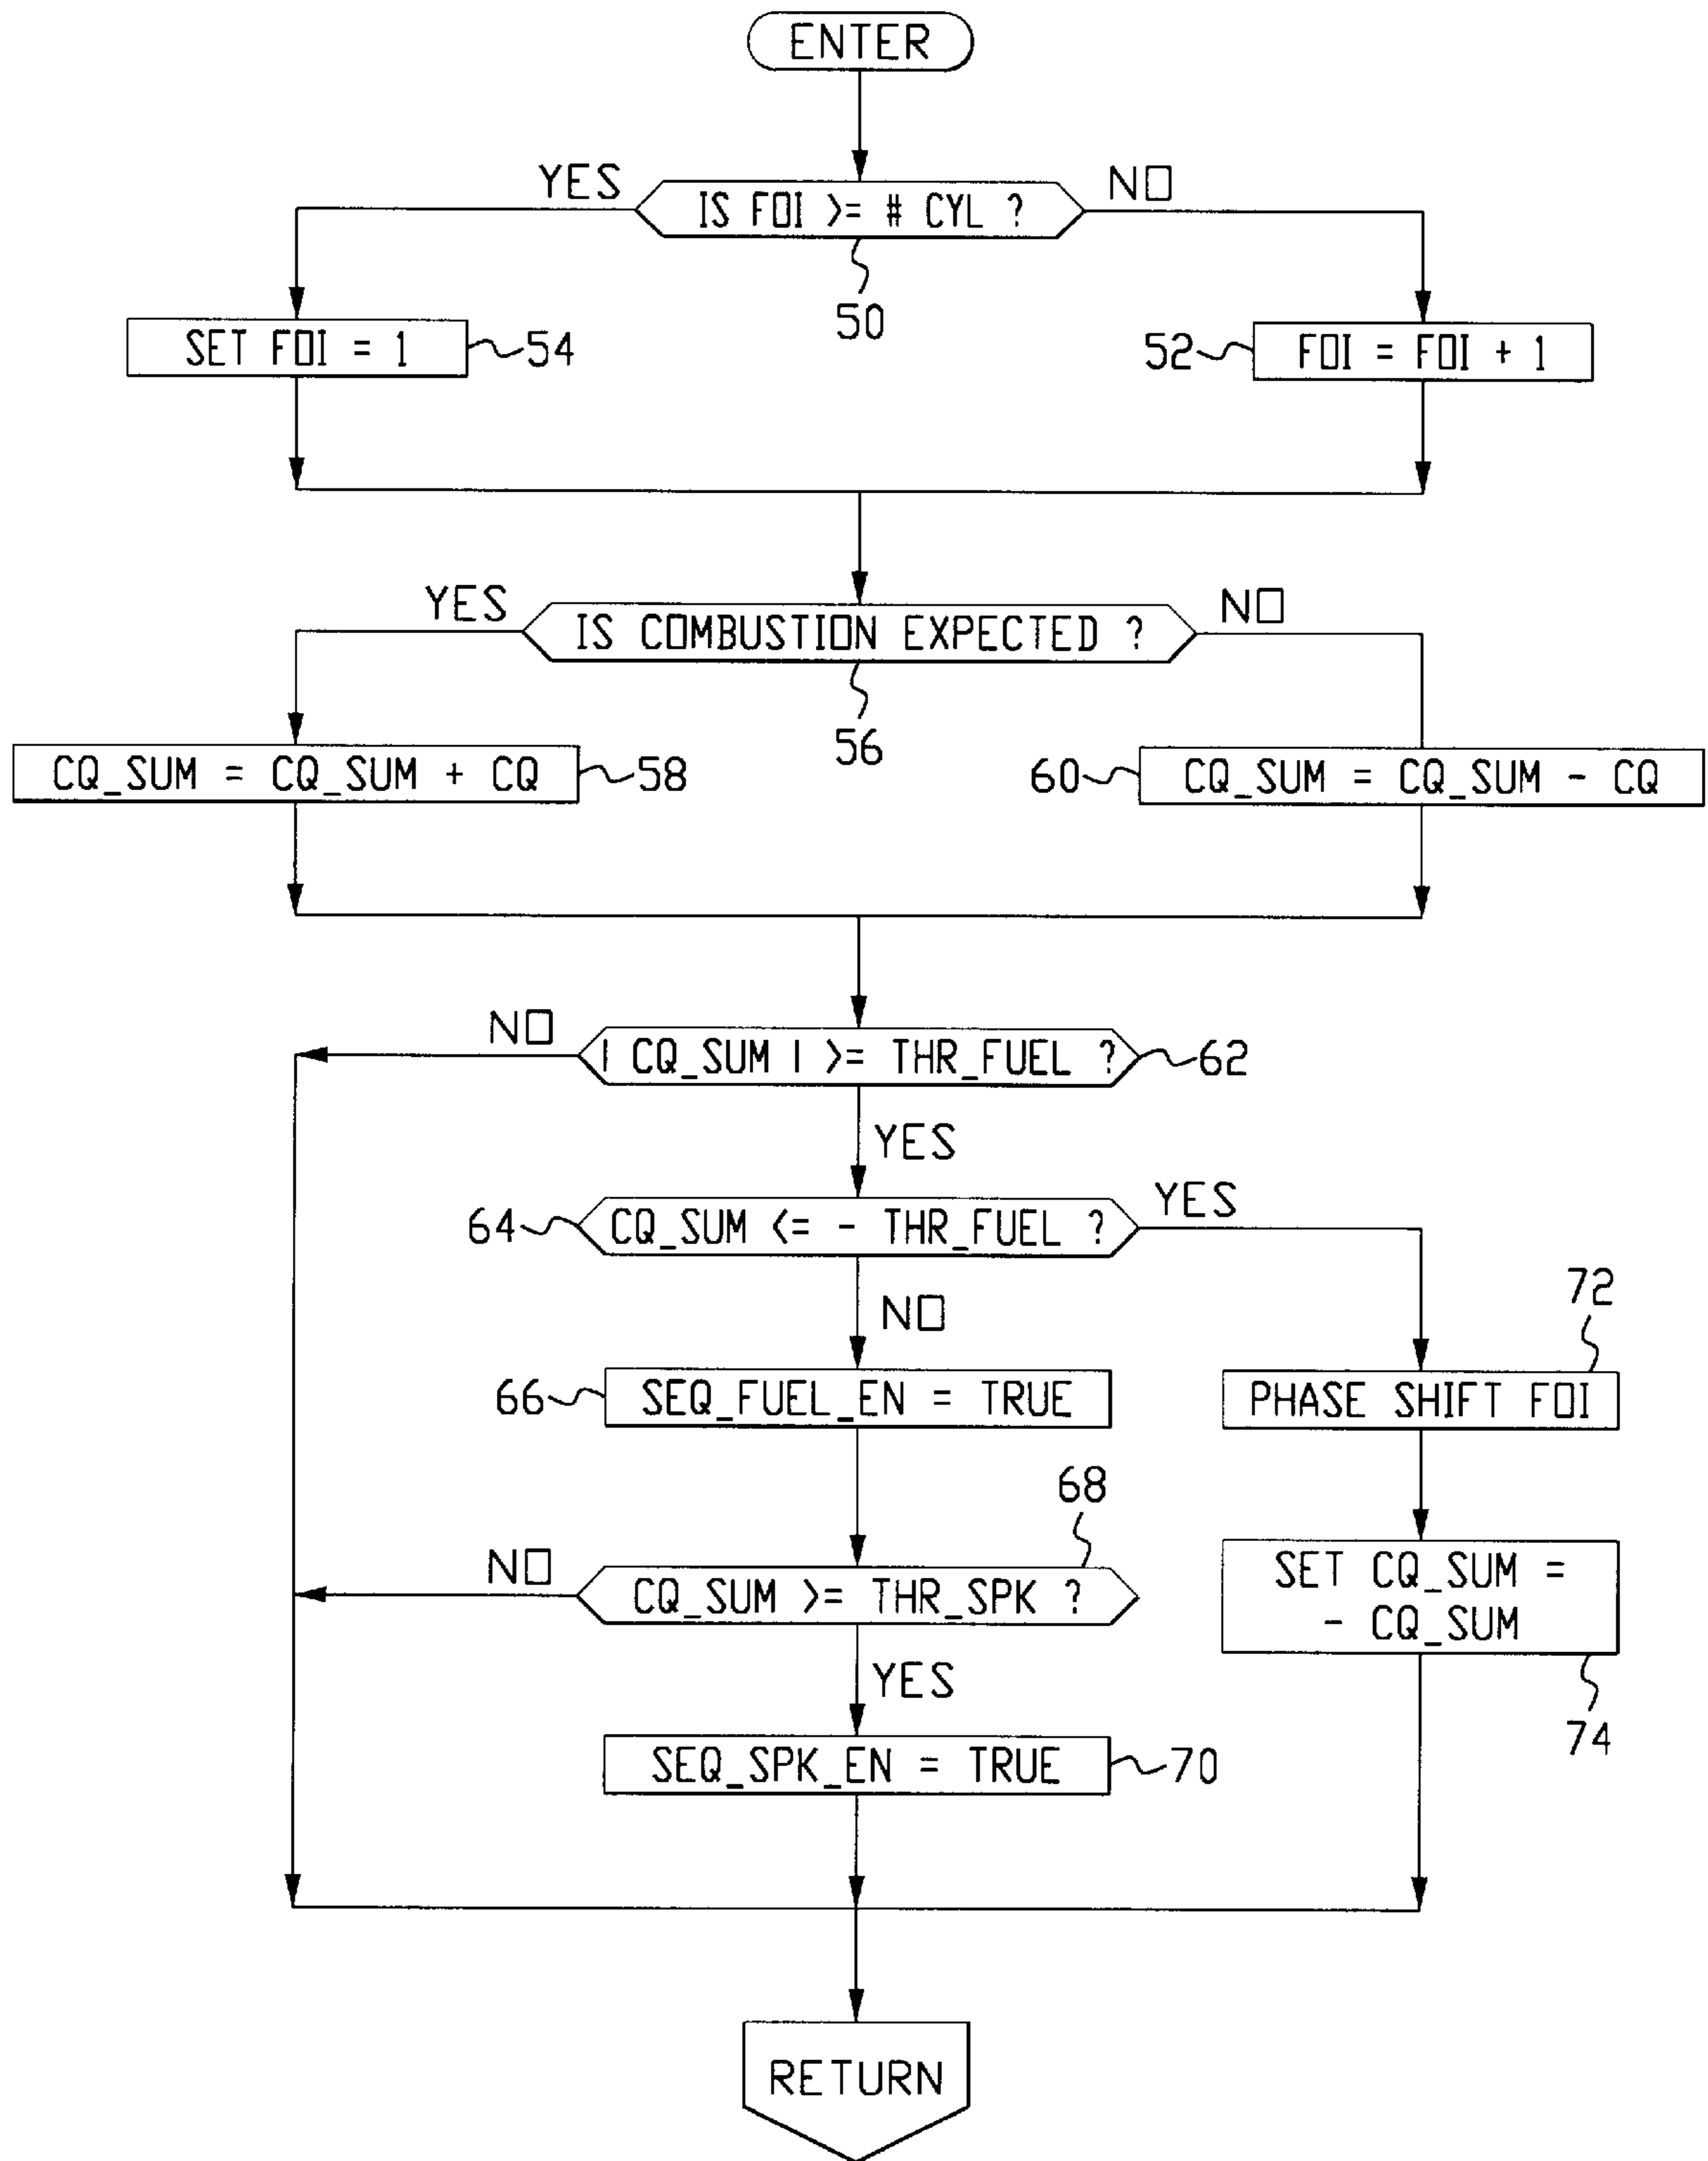 ENTER
YES
NO
IS FOI >= # CYL ?
50
SET FOI = 1
54
52
FOI = FOI + 1
YES
NO
IS COMBUSTION EXPECTED ?
56
CQ_SUM = CQ_SUM + CQ
58
60
CQ_SUM = CQ_SUM - CQ
NO
| CQ_SUM | >= THR_FUEL ?
62
YES
64
CQ_SUM <= - THR_FUEL ?
YES
NO
72
66
SEQ_FUEL_EN = TRUE
PHASE SHIFT FOI
68
NO
CQ_SUM >= THR_SPK ?
SET CQ_SUM =
- CQ_SUM
YES
74
SEQ_SPK_EN = TRUE
70
RETURN